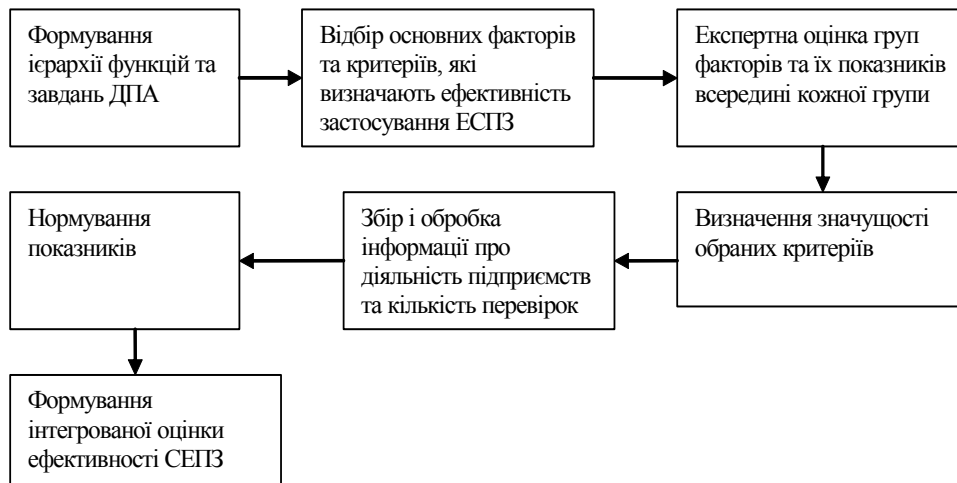 Формування
ієрархії функцій та
завдань ДПА
Відбір основних факторів
та критеріїв, які
визначають ефективність
застосування ЕСПЗ
Експертна оцінка груп
факторів та їх показників
всередині кожної групи
Визначення значущості
обраних критеріїв
Збір і обробка
інформації про
діяльність підприємств
та кількість перевірок
Нормування
показників
Формування
інтегрованої оцінки
ефективності СЕПЗ